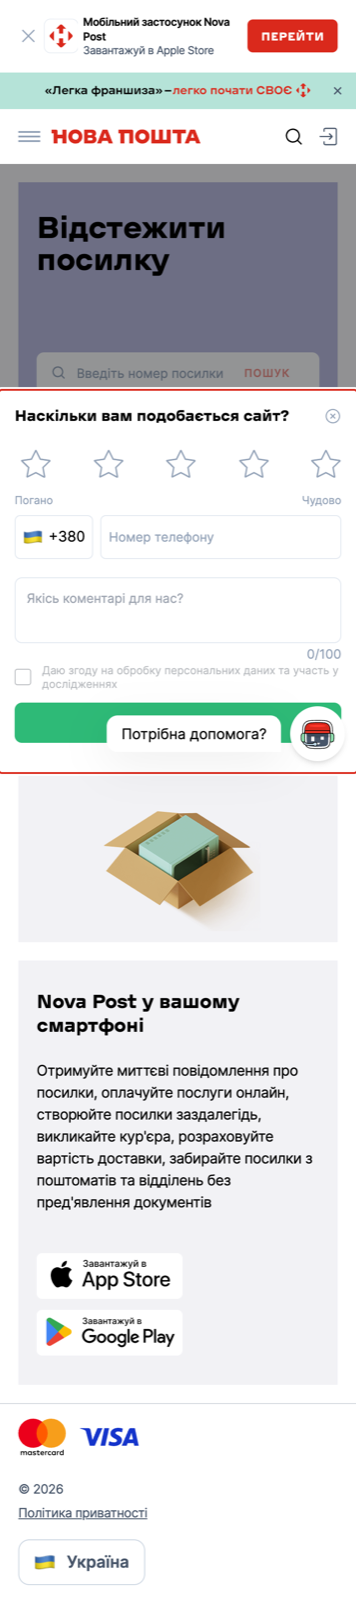 Мобільний застосунок Nova
Post
Завантажуй в Apple Store
ПЕРЕЙТИ
«Легка франшиза» – легко почати СВОЄ
НОВА ПОШТА
Відстежити
посилку
Введіть номер посилки
ПОШУК
Наскільки вам подобається сайт?
Погано
Чудово
+380
Номер телефону
Якісь коментарі для нас?
0/100
Даю згоду на обробку персональних даних та участь у
дослідженнях
Потрібна допомога?
Nova Post у вашому
смартфоні
Отримуйте миттєві повідомлення про
посилки, оплачуйте послуги онлайн,
створюйте посилки заздалегідь,
викликайте кур'єра, розраховуйте
вартість доставки, забирайте посилки з
поштоматів та відділень без
пред'явлення документів
Завантажуй в
App Store
Завантажуй в
Google Play
mastercard
VISA
© 2026
Політика приватності
Україна